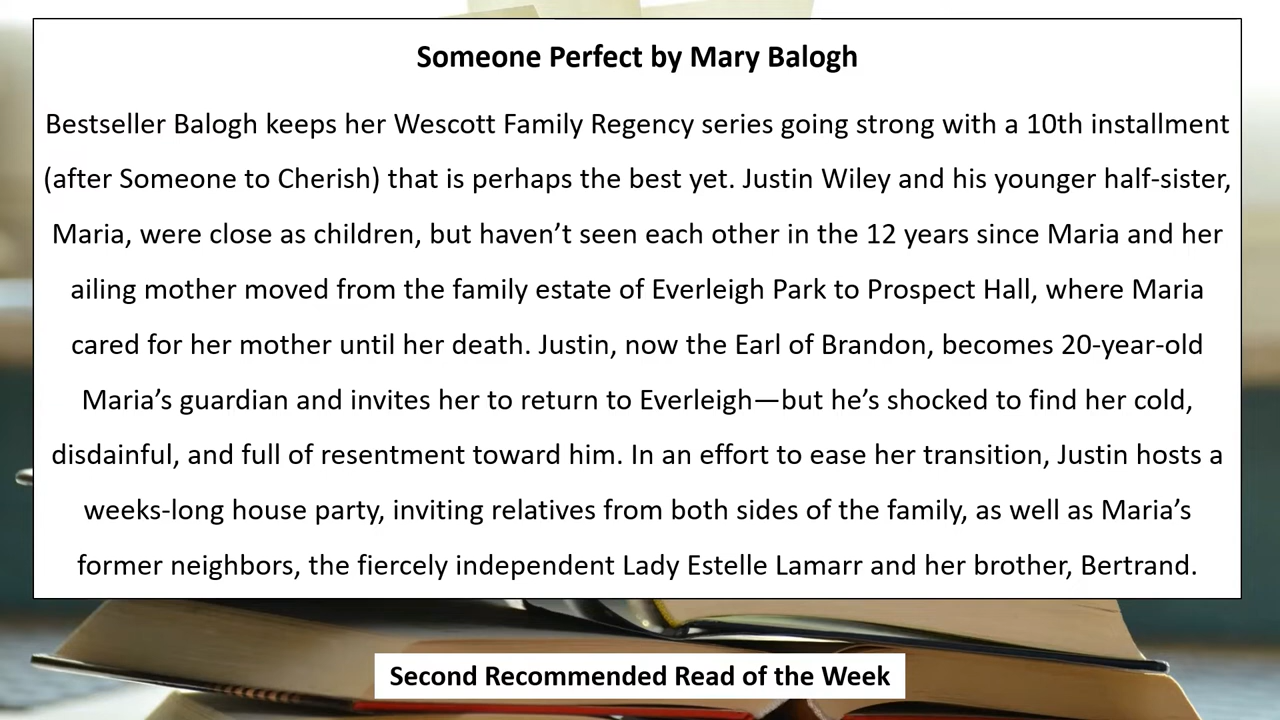 Someone Perfect by Mary Balogh
Bestseller Balogh keeps her Wescott Family Regency series going strong with a 10th installment
(after Someone to Cherish) that is perhaps the best yet. Justin Wiley and his younger half-sister,
Maria, were close as children, but haven’t seen each other in the 12 years since Maria and her
ailing mother moved from the family estate of Everleigh Park to Prospect Hall, where Maria
cared for her mother until her death. Justin, now the Earl of Brandon, becomes 20-year-old
Maria’s guardian and invites her to return to Everleigh—but he’s shocked to find her cold,
disdainful, and full of resentment toward him. In an effort to ease her transition, Justin hosts a
weeks-long house party, inviting relatives from both sides of the family, as well as Maria’s
former neighbors, the fiercely independent Lady Estelle Lamarr and her brother, Bertrand.
Second Recommended Read of the Week